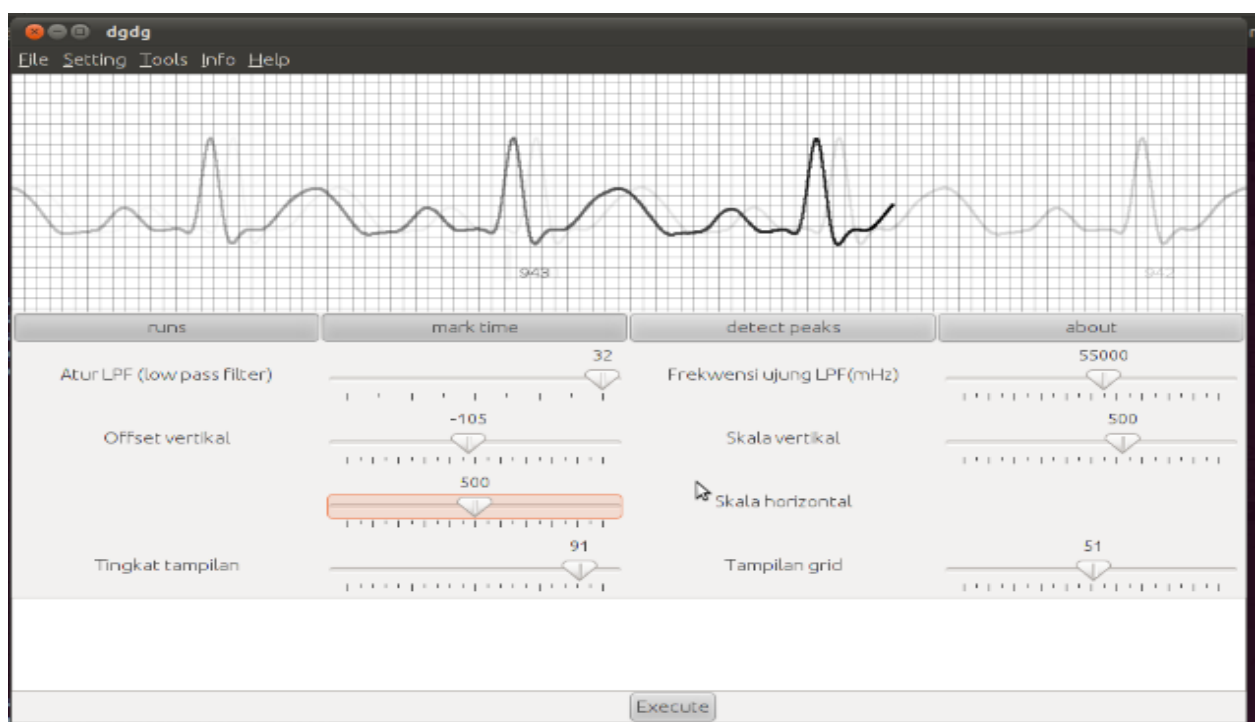 dgdg
File Setting Tools Info Help
943
942
runs mark time detect peaks about
32 55000
Atur LPF (low pass filter) Frekwensi ujung LPF(mHz)
-105 500
Offset vertikal Skala vertikal
500
Skala horizontal
91 51
Tingkat tampilan Tampilan grid
Execute